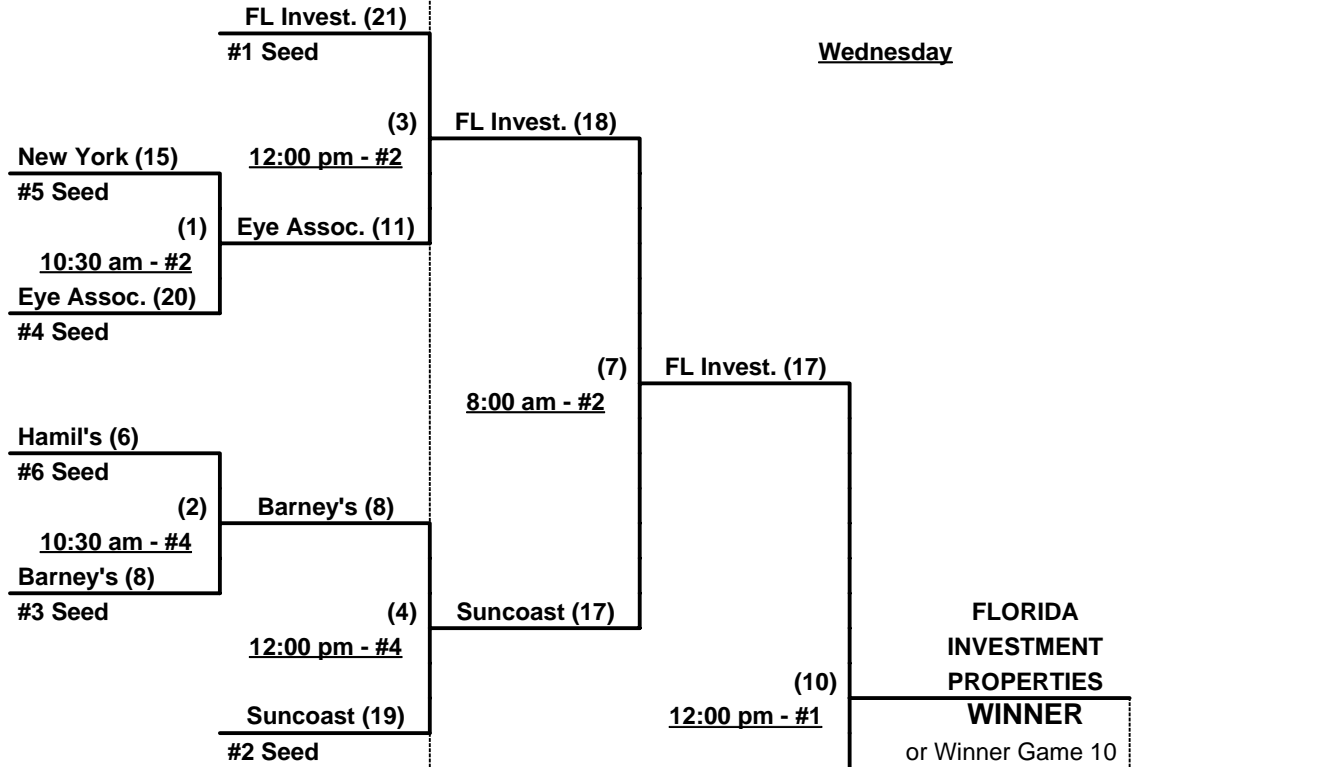 FL Invest. (21)
#1 Seed
Wednesday
(3)
FL Invest. (18)
12:00 pm - #2
New York (15)
#5 Seed
(1)
Eye Assoc. (11)
10:30 am - #2
Eye Assoc. (20)
#4 Seed
(7)
FL Invest. (17)
8:00 am - #2
Hamil's (6)
#6 Seed
(2)
Barney's (8)
10:30 am - #4
Barney's (8)
#3 Seed
(4)
Suncoast (17)
12:00 pm - #4
FLORIDA
INVESTMENT
PROPERTIES
(10)
12:00 pm - #1
WINNER
Suncoast (19)
#2 Seed
or Winner Game 10